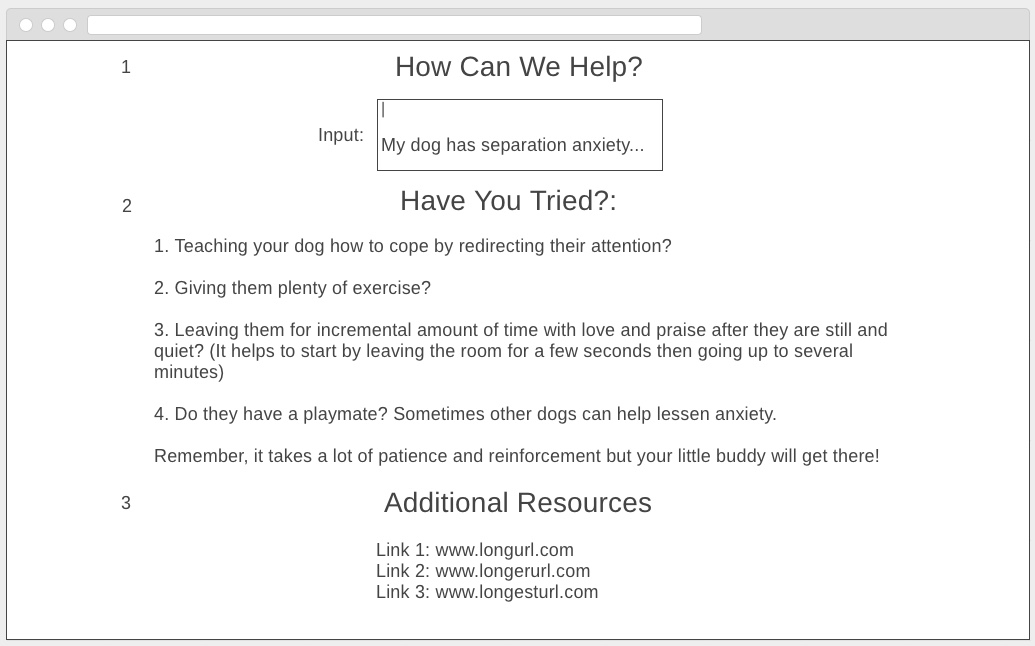 1 How Can We Help?
|
Input:
My dog has separation anxiety...
2 Have You Tried?:
1. Teaching your dog how to cope by redirecting their attention?
2. Giving them plenty of exercise?
3. Leaving them for incremental amount of time with love and praise after they are still and
quiet? (It helps to start by leaving the room for a few seconds then going up to several
minutes)
4. Do they have a playmate? Sometimes other dogs can help lessen anxiety.
Remember, it takes a lot of patience and reinforcement but your little buddy will get there!
3 Additional Resources
Link 1: www.longurl.com
Link 2: www.longerurl.com
Link 3: www.longesturl.com